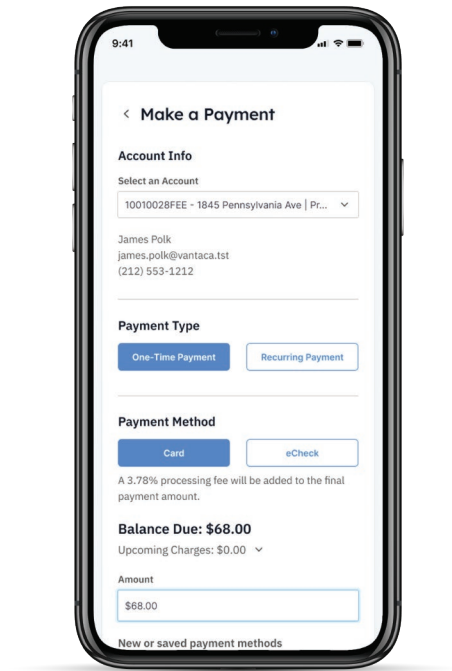 9:41
< Make a Payment
Account Info
Select an Account
10010028FEE - 1845 Pennsylvania Ave | Pr...
James Polk
james.polk@vantaca.tst
(212) 553-1212
Payment Type
One-Time Payment
Recurring Payment
Payment Method
Card
eCheck
A 3.78% processing fee will be added to the final
payment amount.
Balance Due: $68.00
Upcoming Charges: $0.00
Amount
$68.00
New or saved payment methods